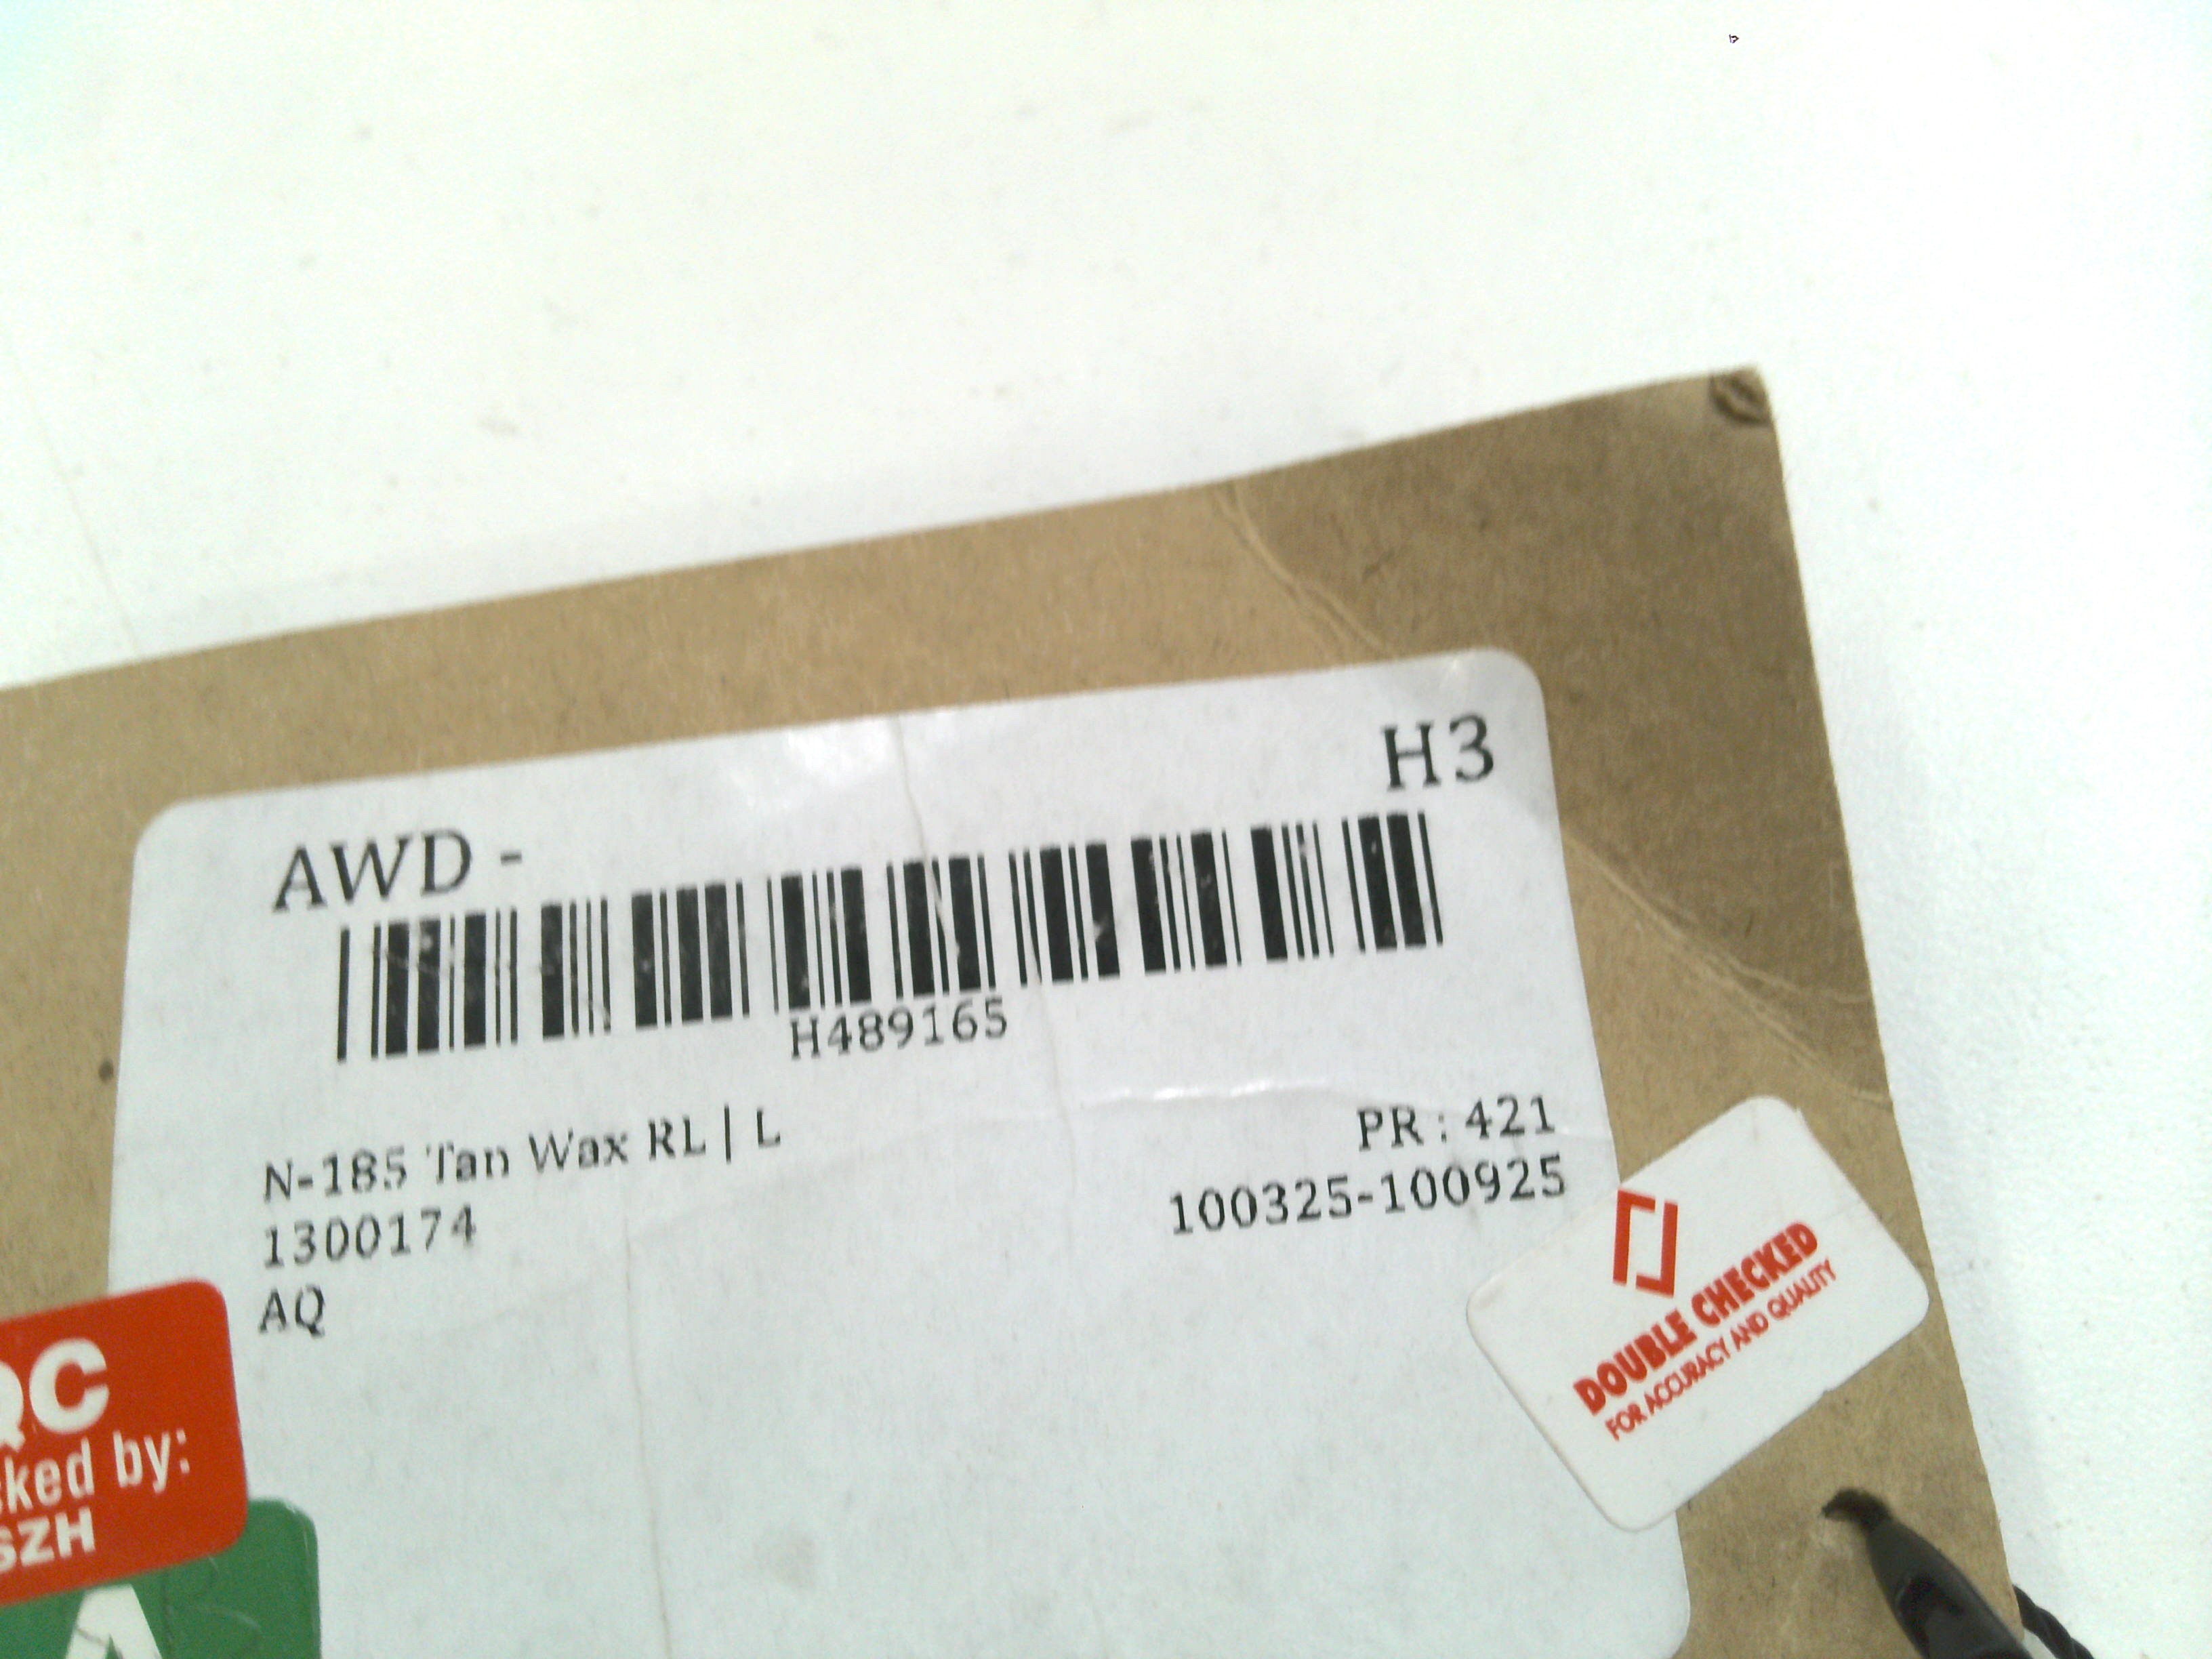 H3
AWD -
H489165
N-185 Tan Wax RL | L
PR : 421
1300174
100325-100925
AQ
DOUBLE CHECKED
FOR ACCURACY AND QUALITY
QC
cked by:
SZH
A